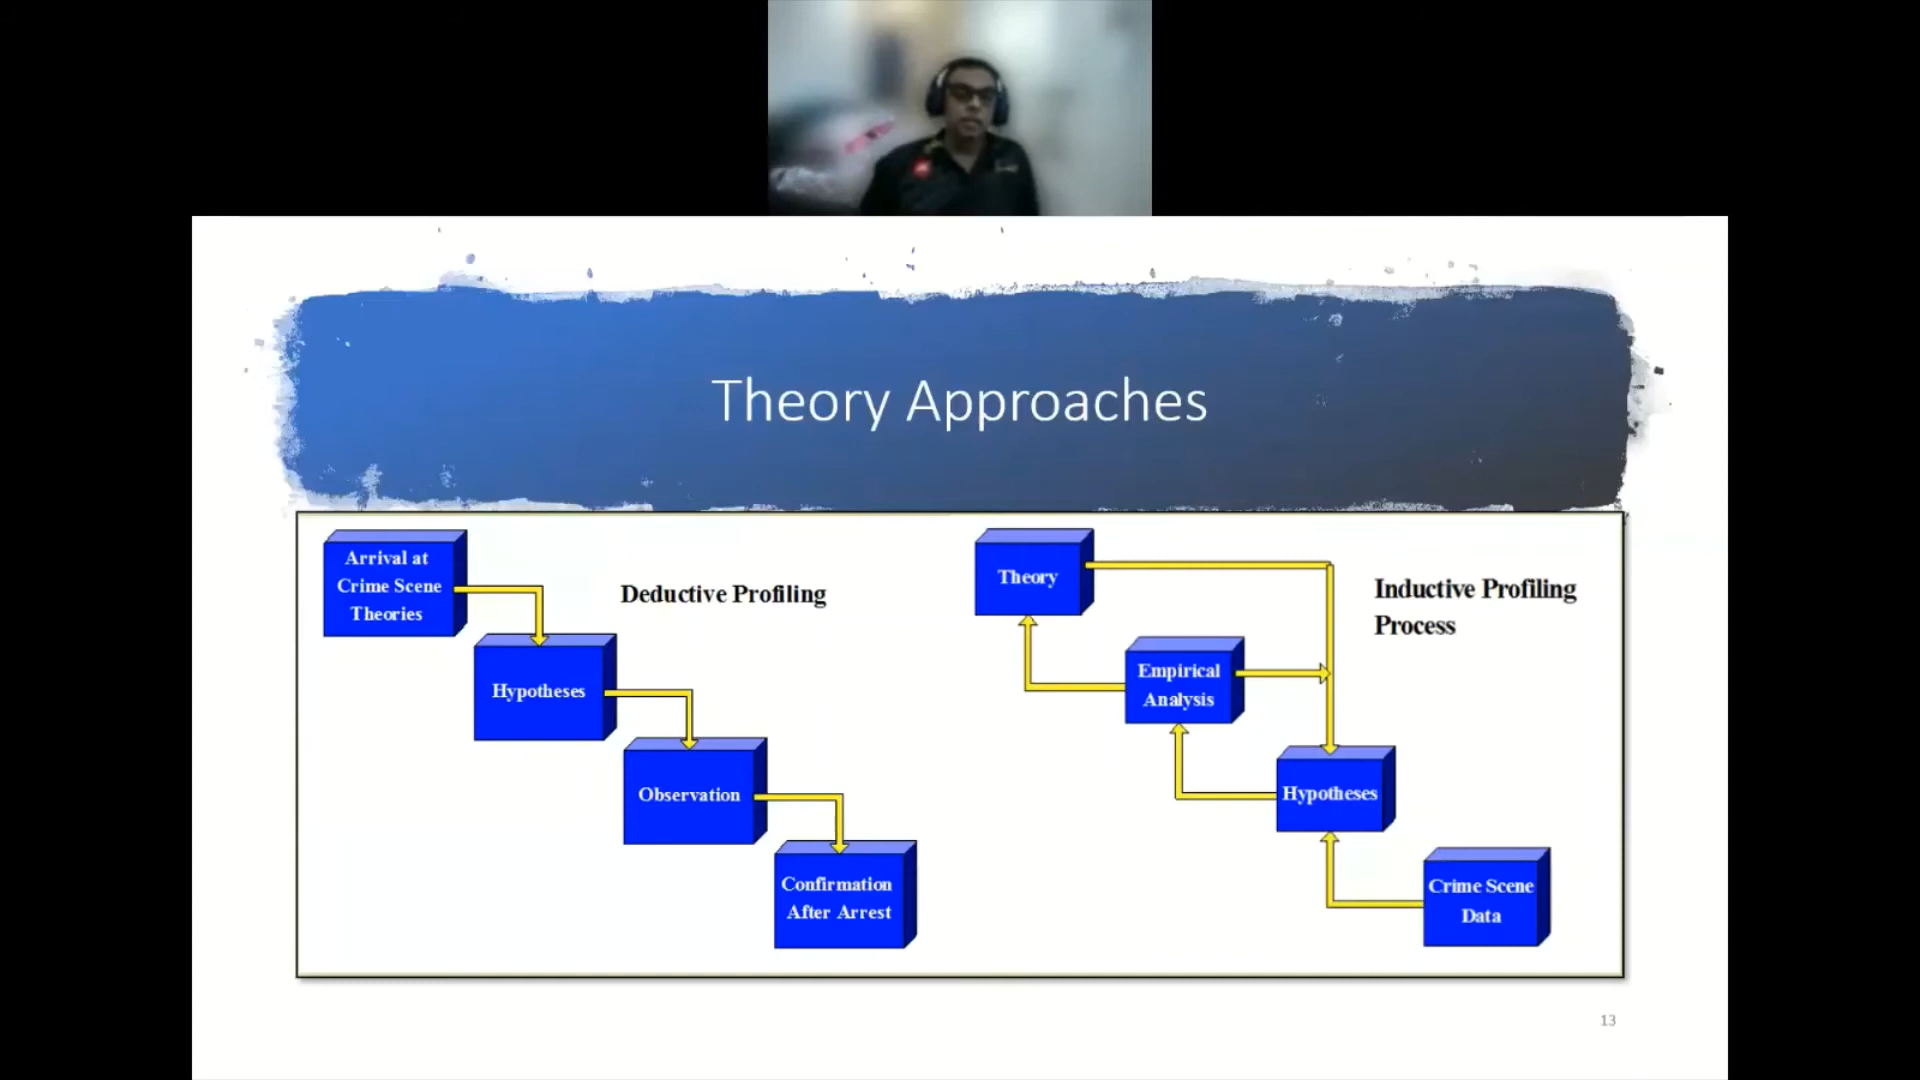 Theory Approaches
Arrival at
Crime Scene
Theories
Deductive Profiling
Hypotheses
Observation
Confirmation
After Arrest
Theory
Inductive Profiling
Process
Empirical
Analysis
Hypotheses
Crime Scene
Data
13